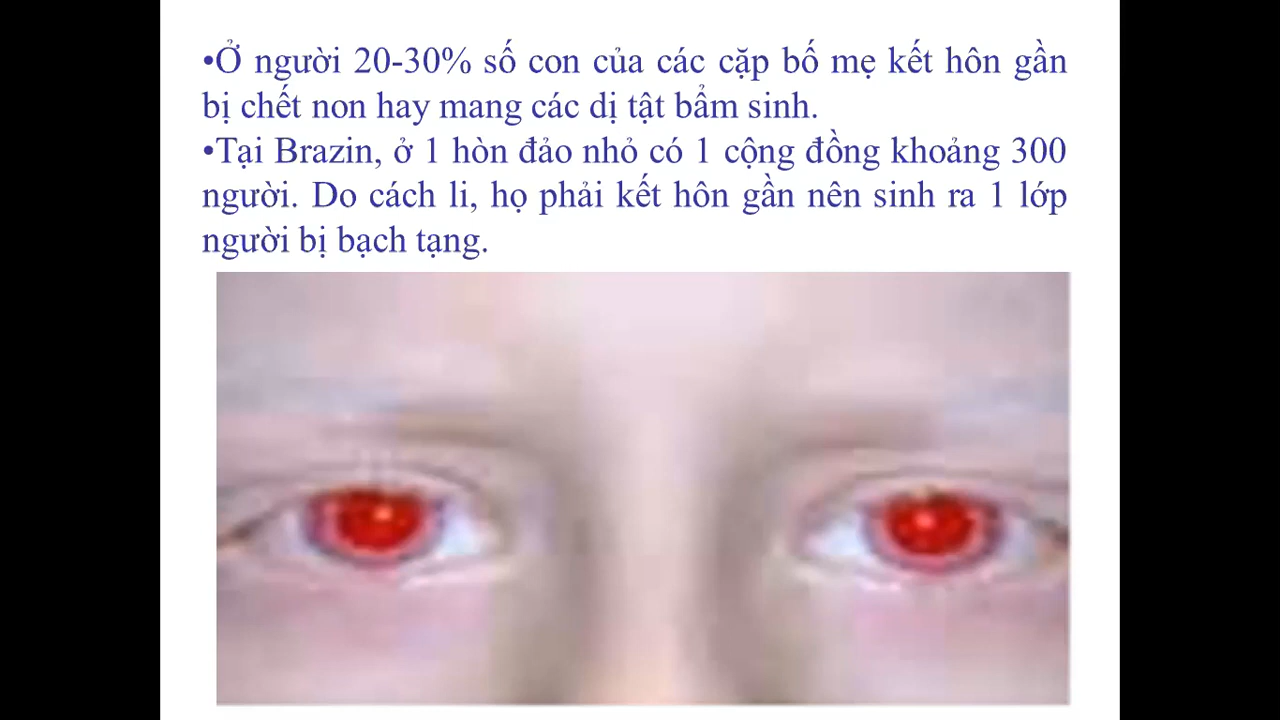 •Ở người 20-30% số con của các cặp bố mẹ kết hôn gần
bị chết non hay mang các dị tật bẩm sinh.
•Tại Brazin, ở 1 hòn đảo nhỏ có 1 cộng đồng khoảng 300
người. Do cách li, họ phải kết hôn gần nên sinh ra 1 lớp
người bị bạch tạng.